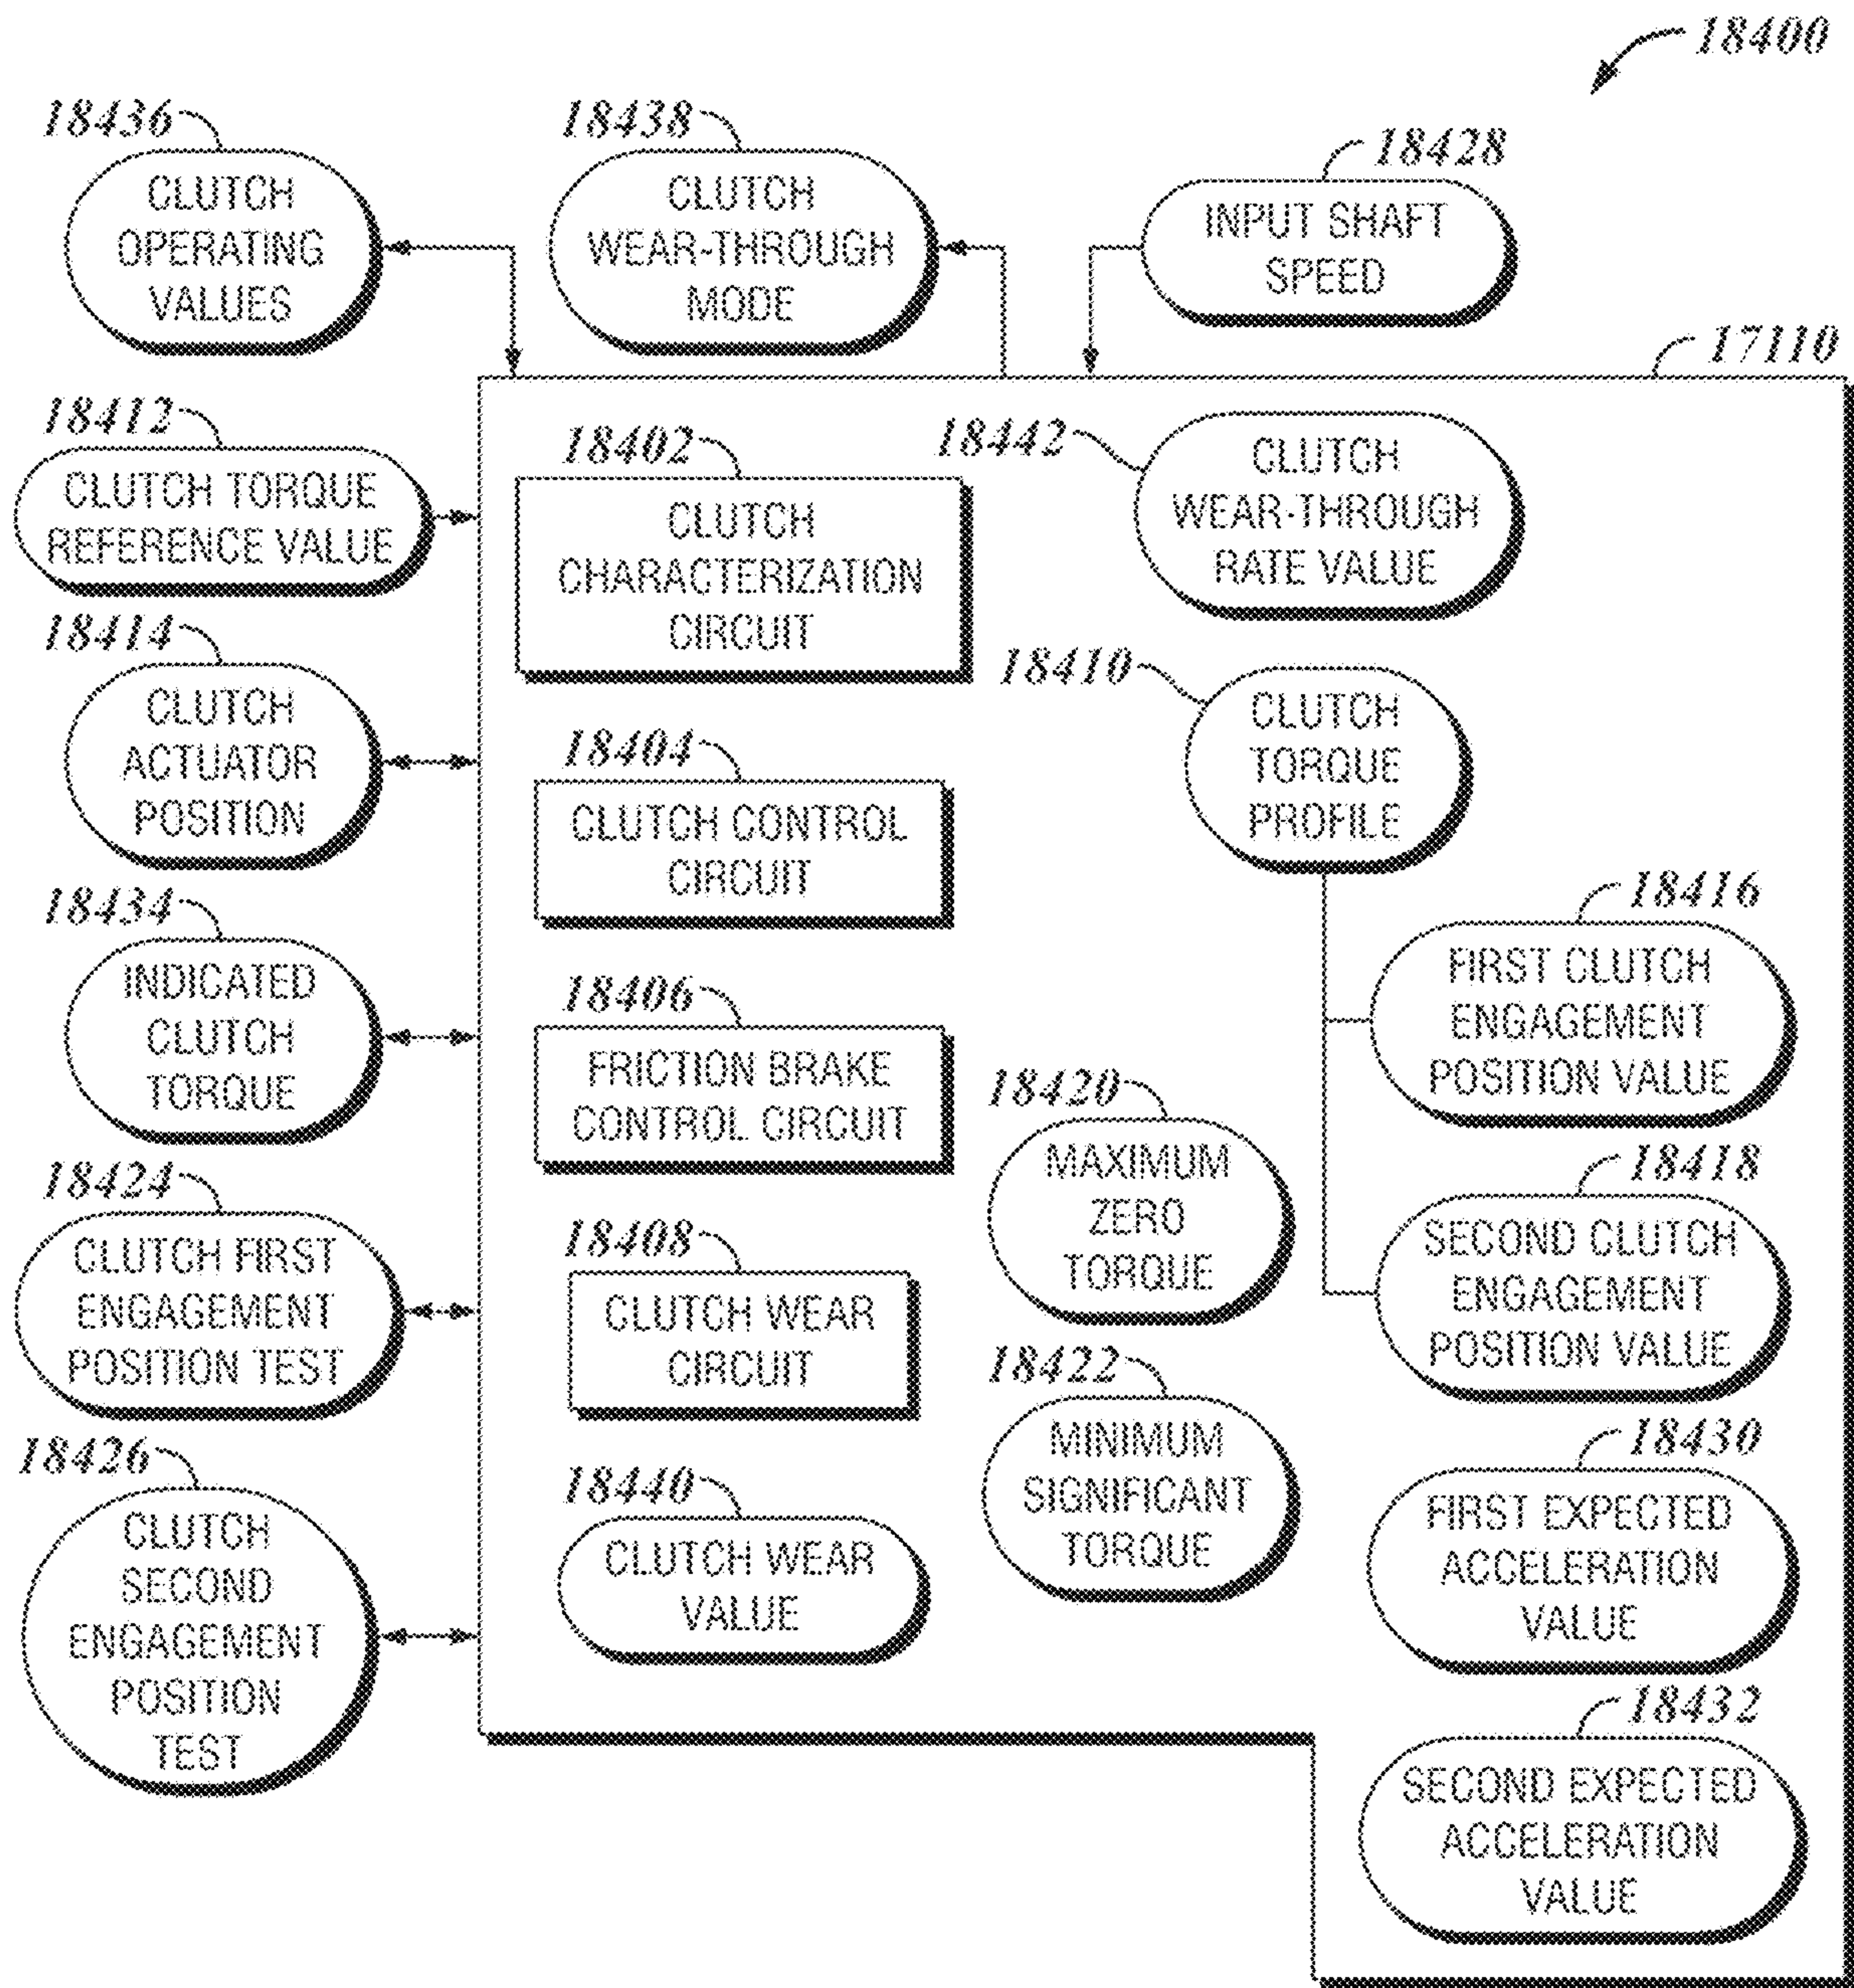 18400
18436
CLUTCH
OPERATING
VALUES
18438
CLUTCH
WEAR-THROUGH
MODE
18428
INPUT SHAFT
SPEED
17110
18412
CLUTCH TORQUE
REFERENCE VALUE
18414
CLUTCH
ACTUATOR
POSITION
18434
INDICATED
CLUTCH
TORQUE
18424
CLUTCH FIRST
ENGAGEMENT
POSITION TEST
18426
CLUTCH
SECOND
ENGAGEMENT
POSITION
TEST
18402
CLUTCH
CHARACTERIZATION
CIRCUIT
18404
CLUTCH CONTROL
CIRCUIT
18406
FRICTION BRAKE
CONTROL CIRCUIT
18408
CLUTCH WEAR
CIRCUIT
18440
CLUTCH WEAR
VALUE
18442
CLUTCH
WEAR-THROUGH
RATE VALUE
18410
CLUTCH
TORQUE
PROFILE
18420
MAXIMUM
ZERO
TORQUE
18422
MINIMUM
SIGNIFICANT
TORQUE
18416
FIRST CLUTCH
ENGAGEMENT
POSITION VALUE
18418
SECOND CLUTCH
ENGAGEMENT
POSITION VALUE
18430
FIRST EXPECTED
ACCELERATION
VALUE
18432
SECOND EXPECTED
ACCELERATION
VALUE